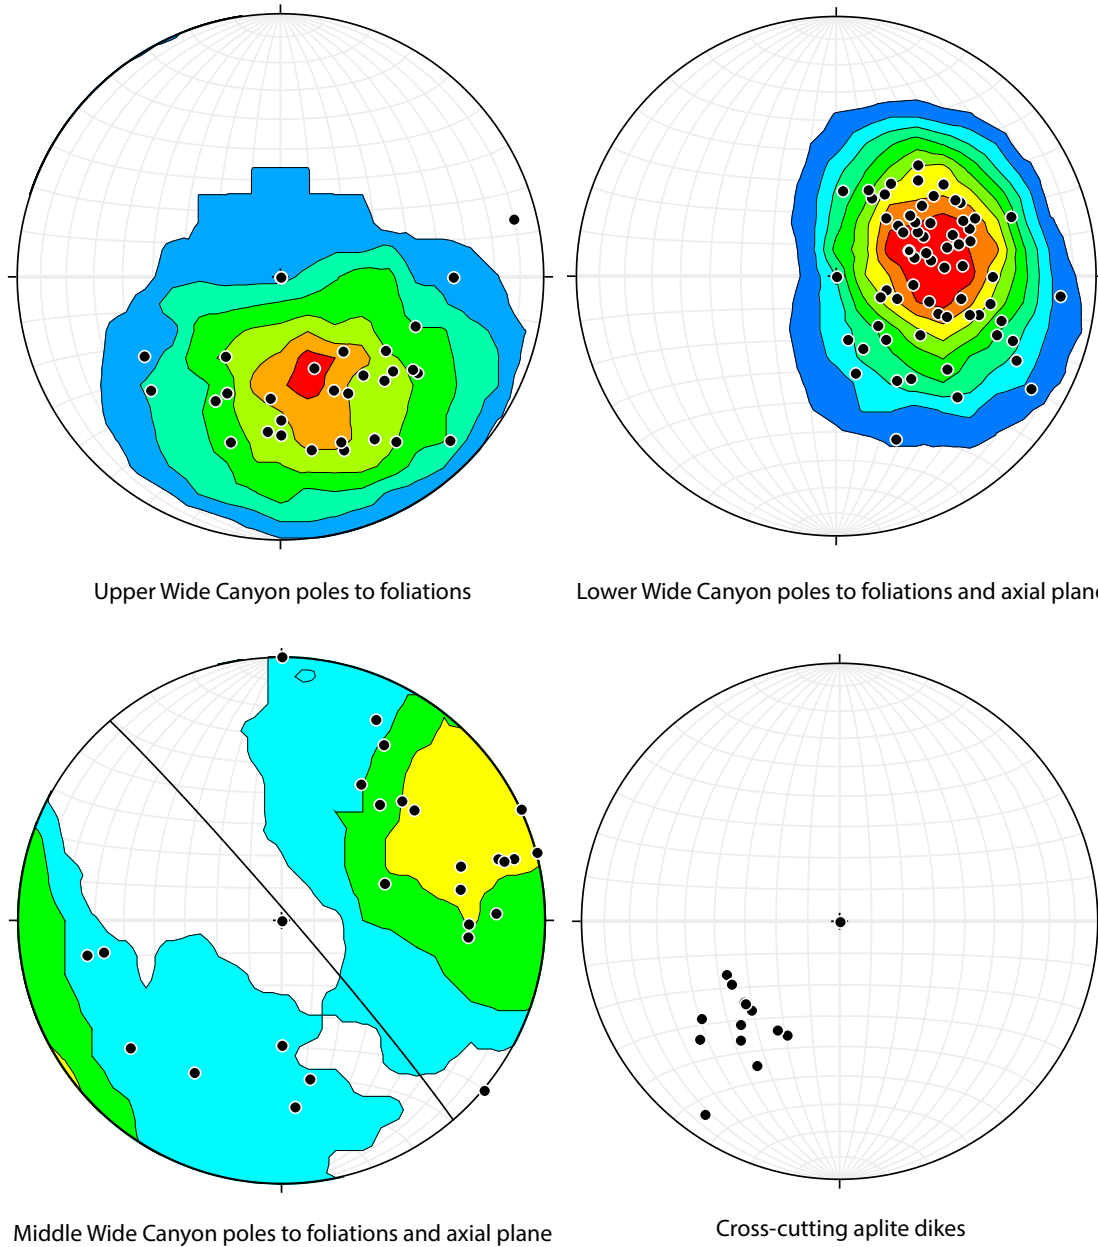 Upper Wide Canyon poles to foliations
Lower Wide Canyon poles to foliations and axial plane
Middle Wide Canyon poles to foliations and axial plane
Cross-cutting aplite dikes